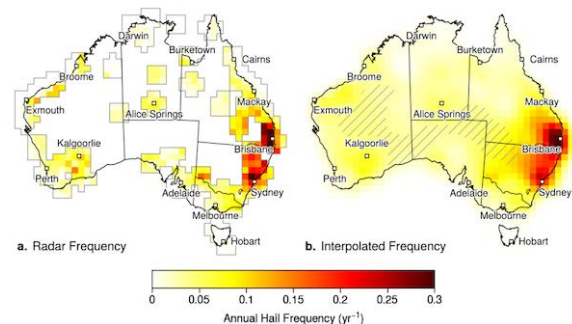 Darwin
Burketown
Cairns
Broome
Mackay
Exmouth
Alice Springs
Kalgoorlie
Brisbane
Perth
Adelaide
Sydney
Melbourne
Hobart
a. Radar Frequency
Darwin
Burketown
Cairns
Broome
Mackay
Exmouth
Alice Springs
Kalgoorlie
Brisbane
Perth
Adelaide
Sydney
Melbourne
Hobart
b. Interpolated Frequency
0 0.05 0.1 0.15 0.2 0.25 0.3
Annual Hail Frequency (yr⁻¹)